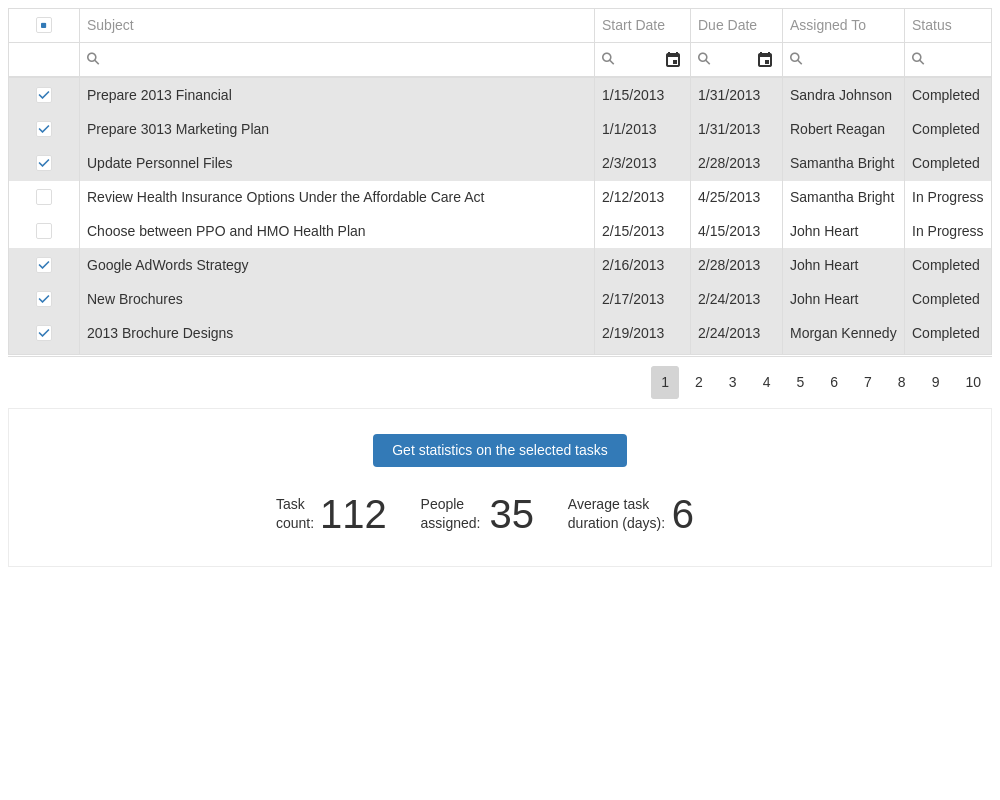 Subject Start Date Due Date Assigned To Status
Prepare 2013 Financial 1/15/2013 1/31/2013 Sandra Johnson Completed
Prepare 3013 Marketing Plan 1/1/2013 1/31/2013 Robert Reagan Completed
Update Personnel Files 2/3/2013 2/28/2013 Samantha Bright Completed
Review Health Insurance Options Under the Affordable Care Act 2/12/2013 4/25/2013 Samantha Bright In Progress
Choose between PPO and HMO Health Plan 2/15/2013 4/15/2013 John Heart In Progress
Google AdWords Strategy 2/16/2013 2/28/2013 John Heart Completed
New Brochures 2/17/2013 2/24/2013 John Heart Completed
2013 Brochure Designs 2/19/2013 2/24/2013 Morgan Kennedy Completed
1 2 3 4 5 6 7 8 9 10
Get statistics on the selected tasks
Task count: 112
People assigned: 35
Average task duration (days): 6